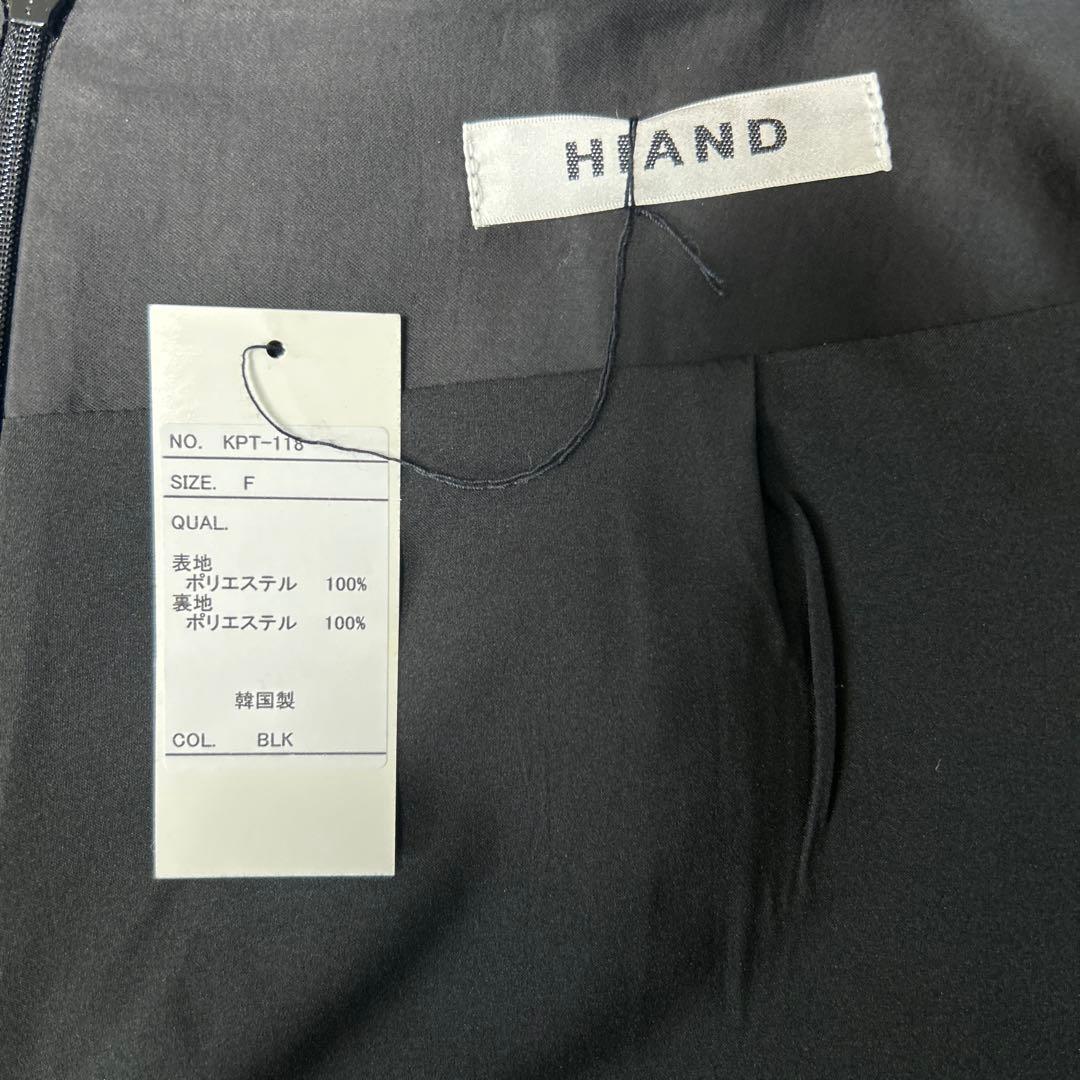 HIAND
NO. KPT-118
SIZE. F
QUAL.
表地
ポリエステル 100%
裏地
ポリエステル 100%
韓国製
COL. BLK